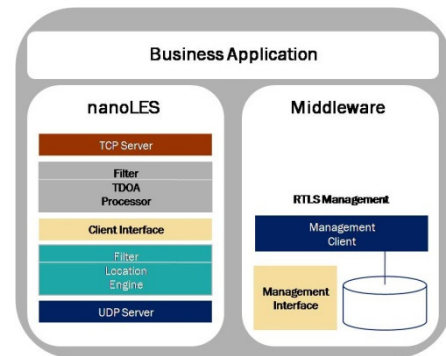 Business Application
nanoLES
TCP Server
Filter
TDOA
Processor
Client Interface
Filter
Location
Engine
UDP Server
Middleware
RTLS Management
Management
Client
Management
Interface